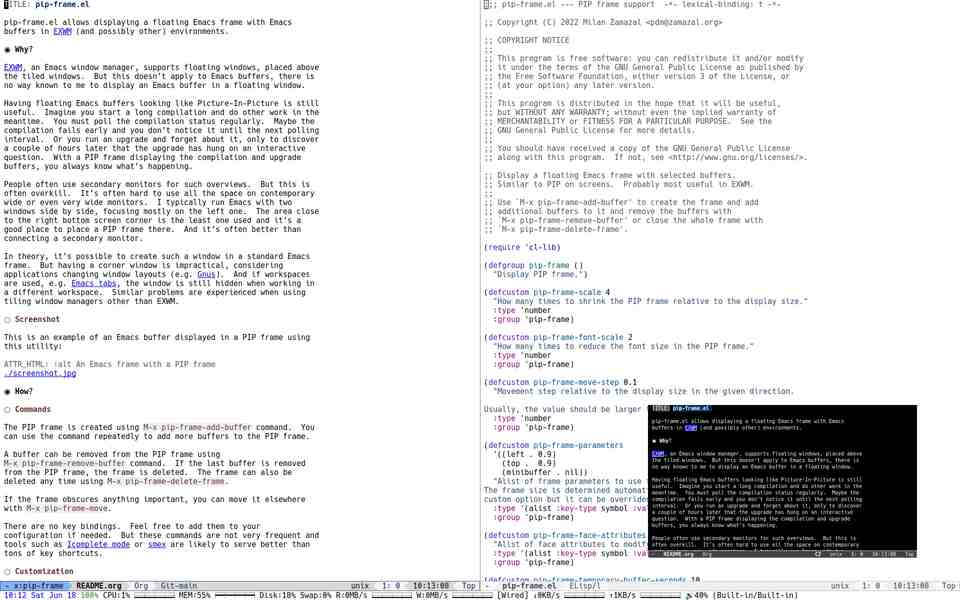 TITLE: pip-frame.el
pip-frame.el allows displaying a floating Emacs frame with Emacs
buffers in EXWM (and possibly other) environments.
◉ Why?
EXWM, an Emacs window manager, supports floating windows, placed above
the tiled windows.  But this doesn't apply to Emacs buffers, there is
no way known to me to display an Emacs buffer in a floating window.
Having floating Emacs buffers looking like Picture-In-Picture is still
useful.  Imagine you start a long compilation and do other work in the
meantime.  You must poll the compilation status regularly.  Maybe the
compilation fails early and you don't notice it until the next polling
interval.  Or you run an upgrade and forget about it, only to discover
a couple of hours later that the upgrade has hung on an interactive
question.  With a PIP frame displaying the compilation and upgrade
buffers, you always know what's happening.
People often use secondary monitors for such overviews.  But this is
often overkill.  It's often hard to use all the space on contemporary
wide or even very wide monitors.  I typically run Emacs with two
windows side by side, focusing mostly on the left one.  The area close
to the right bottom screen corner is the least one used and it's a
good place to place a PIP frame there.  And it's often better than
connecting a secondary monitor.
In theory, it's possible to create such a window in a standard Emacs
frame.  But having a corner window is impractical, considering
applications changing window layouts (e.g. Gnus).  And if workspaces
are used, e.g. Emacs tabs, the window is still hidden when working in
a different workspace.  Similar problems are experienced when using
tiling window managers other than EXWM.
○ Screenshot
This is an example of an Emacs buffer displayed in a PIP frame using
this utility:
ATTR_HTML: :alt An Emacs frame with a PIP frame
./screenshot.jpg
◉ How?
○ Commands
The PIP frame is created using M-x pip-frame-add-buffer command.  You
can use the command repeatedly to add more buffers to the PIP frame.
A buffer can be removed from the PIP frame using
M-x pip-frame-remove-buffer command.  If the last buffer is removed
from the PIP frame, the frame is deleted.  The frame can also be
deleted any time using M-x pip-frame-delete-frame.
If the frame obscures anything important, you can move it elsewhere
with M-x pip-frame-move.
There are no key bindings.  Feel free to add them to your
configuration if needed.  But these commands are not very frequent and
tools such as Icomplete mode or smex are likely to serve better than
tons of key shortcuts.
○ Customization
- x:pip-frame  README.org  Org  Git-main  unix  1: 0  10:13:00  Top
;;; pip-frame.el --- PIP frame support  -*- lexical-binding: t -*-
;; Copyright (C) 2022 Milan Zamazal <pdm@zamazal.org>
;; COPYRIGHT NOTICE
;;
;; This program is free software: you can redistribute it and/or modify
;; it under the terms of the GNU General Public License as published by
;; the Free Software Foundation, either version 3 of the License, or
;; (at your option) any later version.
;;
;; This program is distributed in the hope that it will be useful,
;; but WITHOUT ANY WARRANTY; without even the implied warranty of
;; MERCHANTABILITY or FITNESS FOR A PARTICULAR PURPOSE.  See the
;; GNU General Public License for more details.
;;
;; You should have received a copy of the GNU General Public License
;; along with this program.  If not, see <http://www.gnu.org/licenses/>.
;; Display a floating Emacs frame with selected buffers.
;; Similar to PIP on screens.  Probably most useful in EXWM.
;;
;; Use `M-x pip-frame-add-buffer' to create the frame and add
;; additional buffers to it and remove the buffers with
;; `M-x pip-frame-remove-buffer' or close the whole frame with
;; `M-x pip-frame-delete-frame'.
(require 'cl-lib)
(defgroup pip-frame ()
"Display PIP frame.")
(defcustom pip-frame-scale 4
"How many times to shrink the PIP frame relative to the display size."
:type 'number
:group 'pip-frame)
(defcustom pip-frame-font-scale 2
"How many times to reduce the font size in the PIP frame."
:type 'number
:group 'pip-frame)
(defcustom pip-frame-move-step 0.1
"Movement step relative to the display size in the given direction.
Usually, the value should be larger
:type 'number
:group 'pip-frame)
(defcustom pip-frame-parameters
'((left . 0.9)
(top .  0.9)
(minibuffer . nil))
"Alist of frame parameters to use
The frame size is determined automat
custom option but it can be override
:type '(alist :key-type symbol :va
:group 'pip-frame)
(defcustom pip-frame-face-attributes
"Alist of face attributes to modif
:type '(alist :key-type symbol :va
:group 'pip-frame)
(defcustom pip-frame-temporary-buffer-seconds 10
TITLE: pip-frame.el
pip-frame.el allows displaying a floating Emacs frame with Emacs
buffers in EXWM (and possibly other) environments.
◉ Why?
EXWM, an Emacs window manager, supports floating windows, placed above
the tiled windows.  But this doesn't apply to Emacs buffers, there is
no way known to me to display an Emacs buffer in a floating window.
Having floating Emacs buffers looking like Picture-In-Picture is still
useful.  Imagine you start a long compilation and do other work in the
meantime.  You must poll the compilation status regularly.  Maybe the
compilation fails early and you don't notice it until the next polling
interval.  Or you run an upgrade and forget about it, only to discover
a couple of hours later that the upgrade has hung on an interactive
question.  With a PIP frame displaying the compilation and upgrade
buffers, you always know what's happening.
People often use secondary monitors for such overviews.  But this is
often overkill.  It's often hard to use all the space on contemporary
README.org  Org  unix  1: 0  10:13:00  Top
- pip-frame.el  ELisp/l  unix  1: 0  10:13:00  Top
10:12 Sat Jun 18 100% CPU:1% MEM:55% Disk:18% Swap:0% R:0MB/s W:0MB/s [Wired] ↓0KB/s ↑1KB/s 40% (Built-in/Built-in)